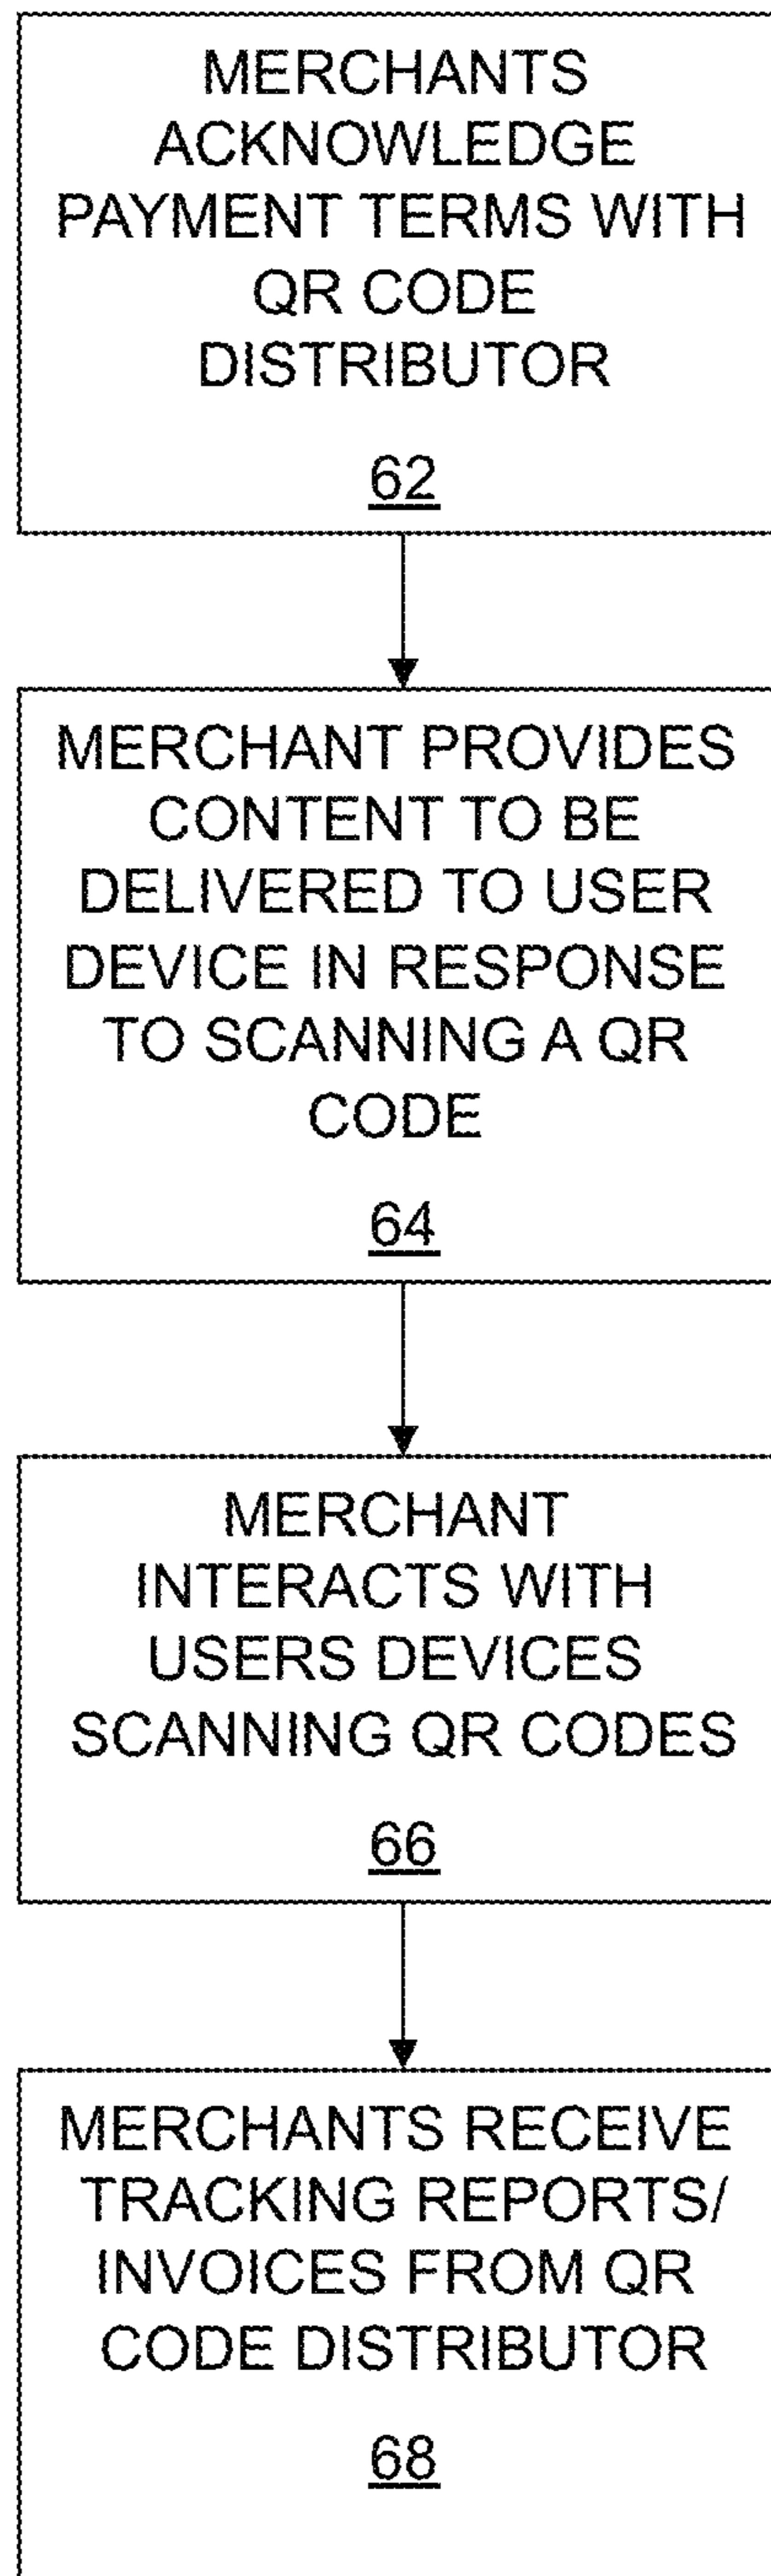 MERCHANTS
ACKNOWLEDGE
PAYMENT TERMS WITH
QR CODE
DISTRIBUTOR
62
MERCHANT PROVIDES
CONTENT TO BE
DELIVERED TO USER
DEVICE IN RESPONSE
TO SCANNING A QR
CODE
64
MERCHANT
INTERACTS WITH
USERS DEVICES
SCANNING QR CODES
66
MERCHANTS RECEIVE
TRACKING REPORTS/
INVOICES FROM QR
CODE DISTRIBUTOR
68